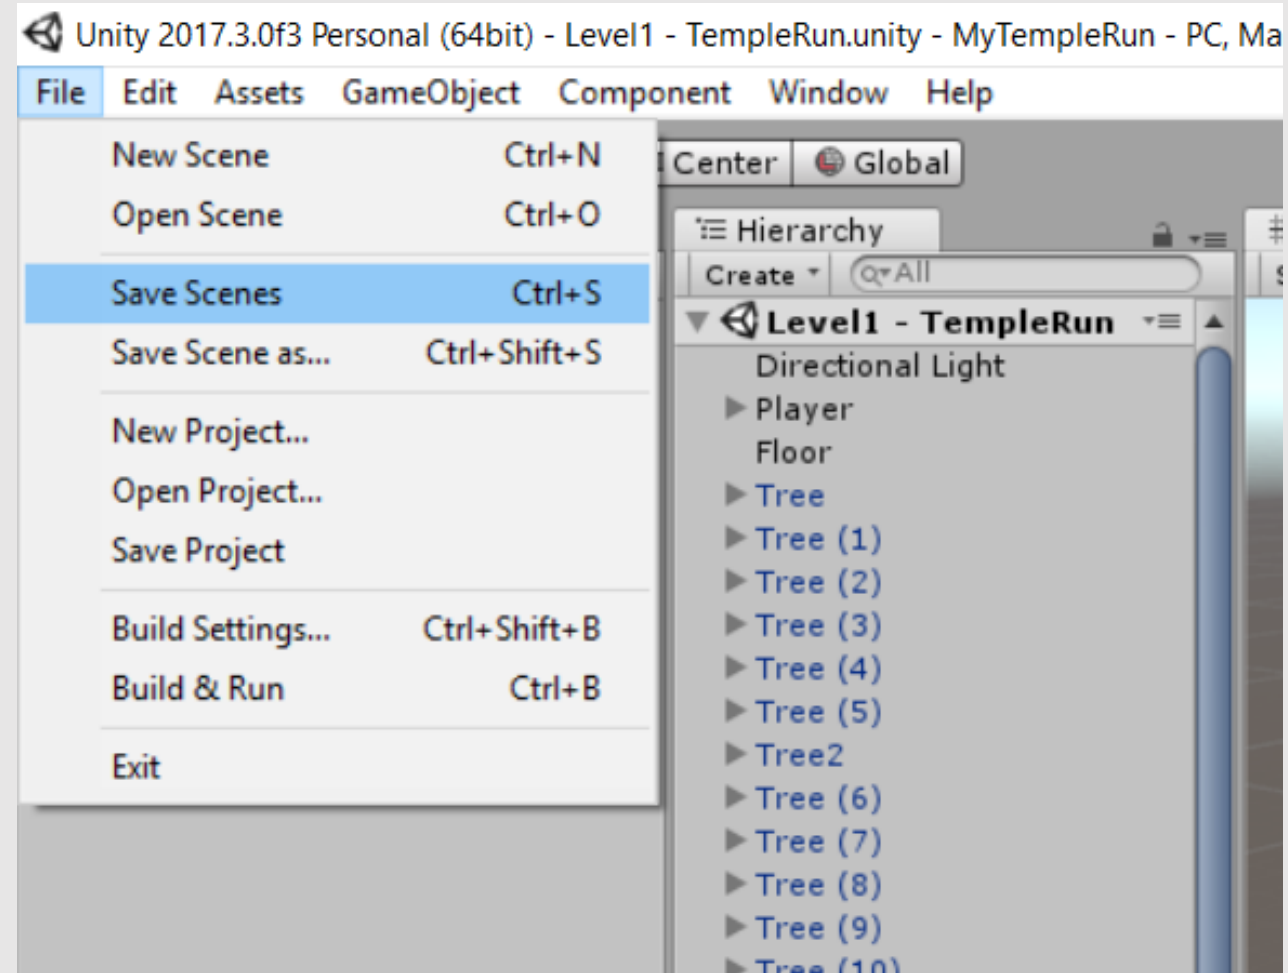 Unity 2017.3.0f3 Personal (64bit) - Level1 - TempleRun.unity - MyTempleRun - PC, Ma
File Edit Assets GameObject Component Window Help
New Scene Ctrl+N
Open Scene Ctrl+O
Save Scenes Ctrl+S
Save Scene as... Ctrl+Shift+S
New Project...
Open Project...
Save Project
Build Settings... Ctrl+Shift+B
Build & Run Ctrl+B
Exit
Center Global
Hierarchy
Create All
Level1 - TempleRun
Directional Light
Player
Floor
Tree
Tree (1)
Tree (2)
Tree (3)
Tree (4)
Tree (5)
Tree2
Tree (6)
Tree (7)
Tree (8)
Tree (9)
Tree (10)